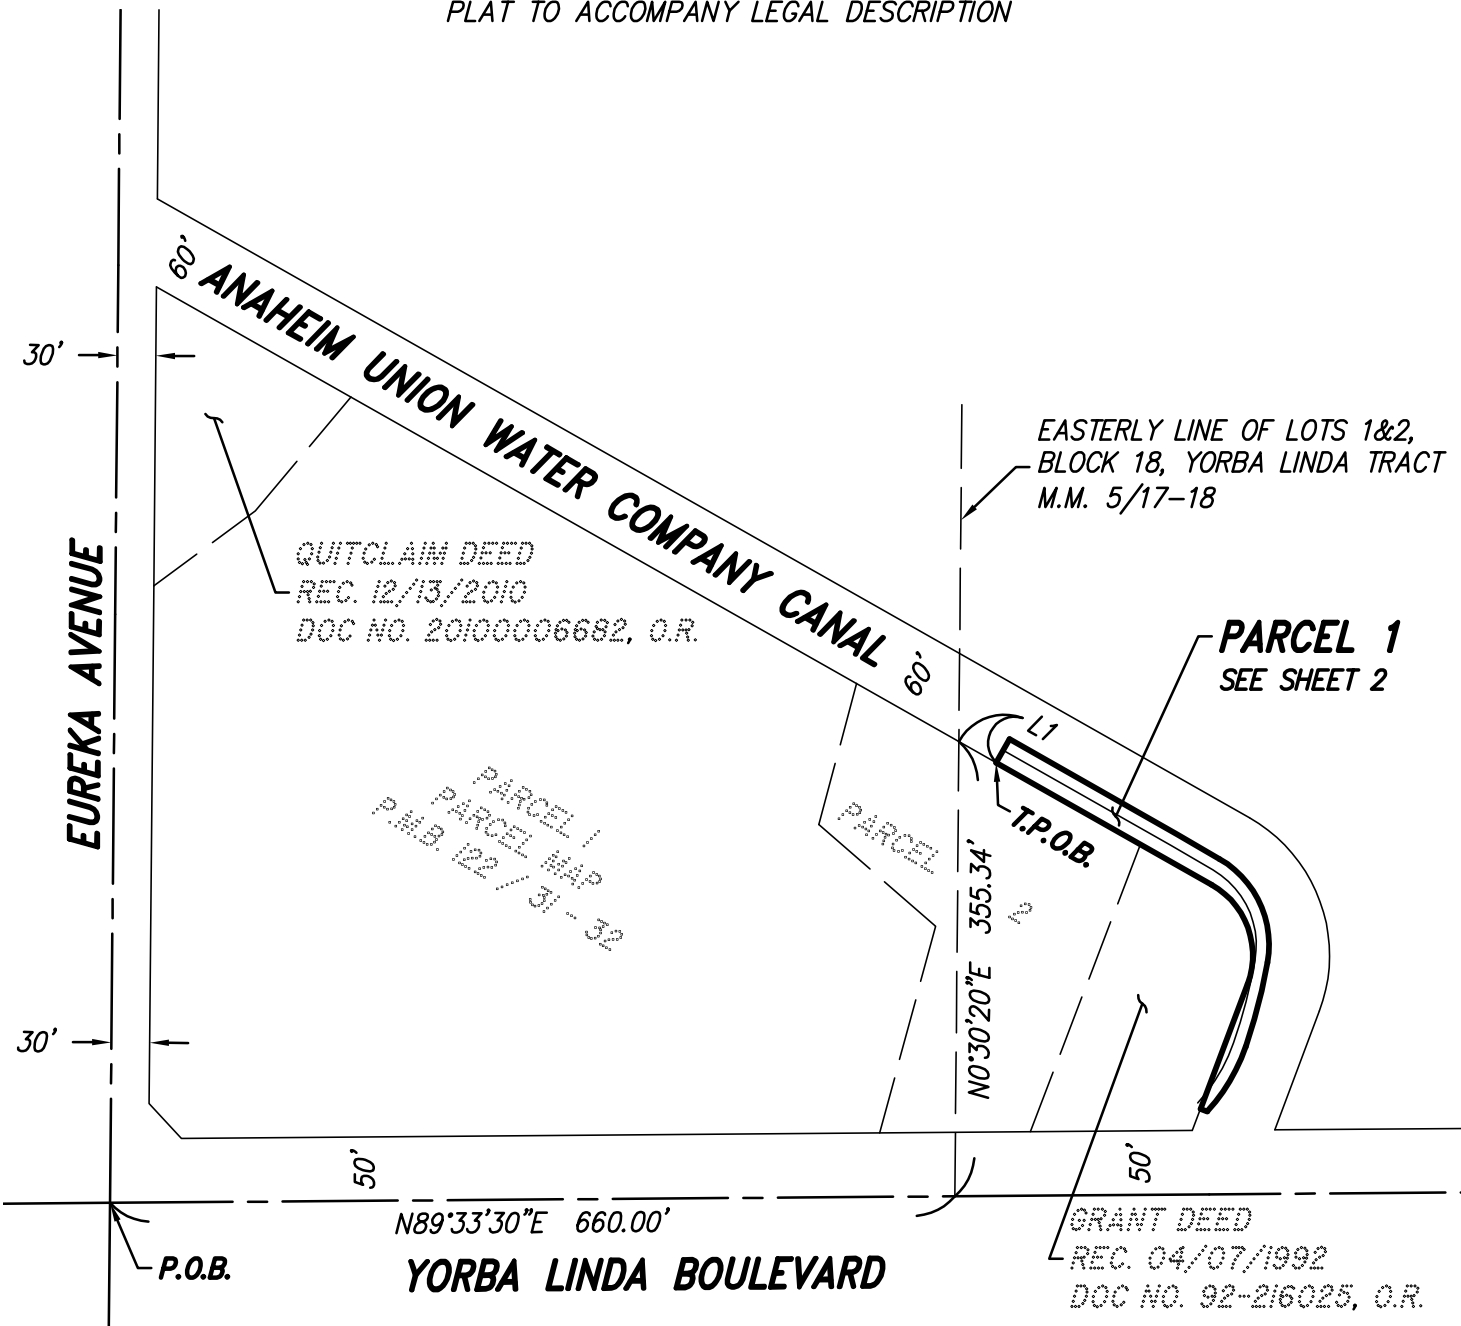 PLAT TO ACCOMPANY LEGAL DESCRIPTION
60'
ANAHEIM UNION WATER COMPANY CANAL
60'
30'
EASTERLY LINE OF LOTS 1&2,
BLOCK 18, YORBA LINDA TRACT
M.M. 5/17-18
QUITCLAIM DEED
REC. 12/13/2010
DOC NO. 20100006682, O.R.
EUREKA AVENUE
PARCEL 1
SEE SHEET 2
L1
T.P.O.B.
PARCEL 1
PARCEL MAP
P.M.B. 122 / 31 - 32
PARCEL 2
N0°30'20"E 355.34'
30'
50'
50'
N89°33'30"E 660.00'
P.O.B.
YORBA LINDA BOULEVARD
GRANT DEED
REC. 04/07/1992
DOC NO. 92-216025, O.R.